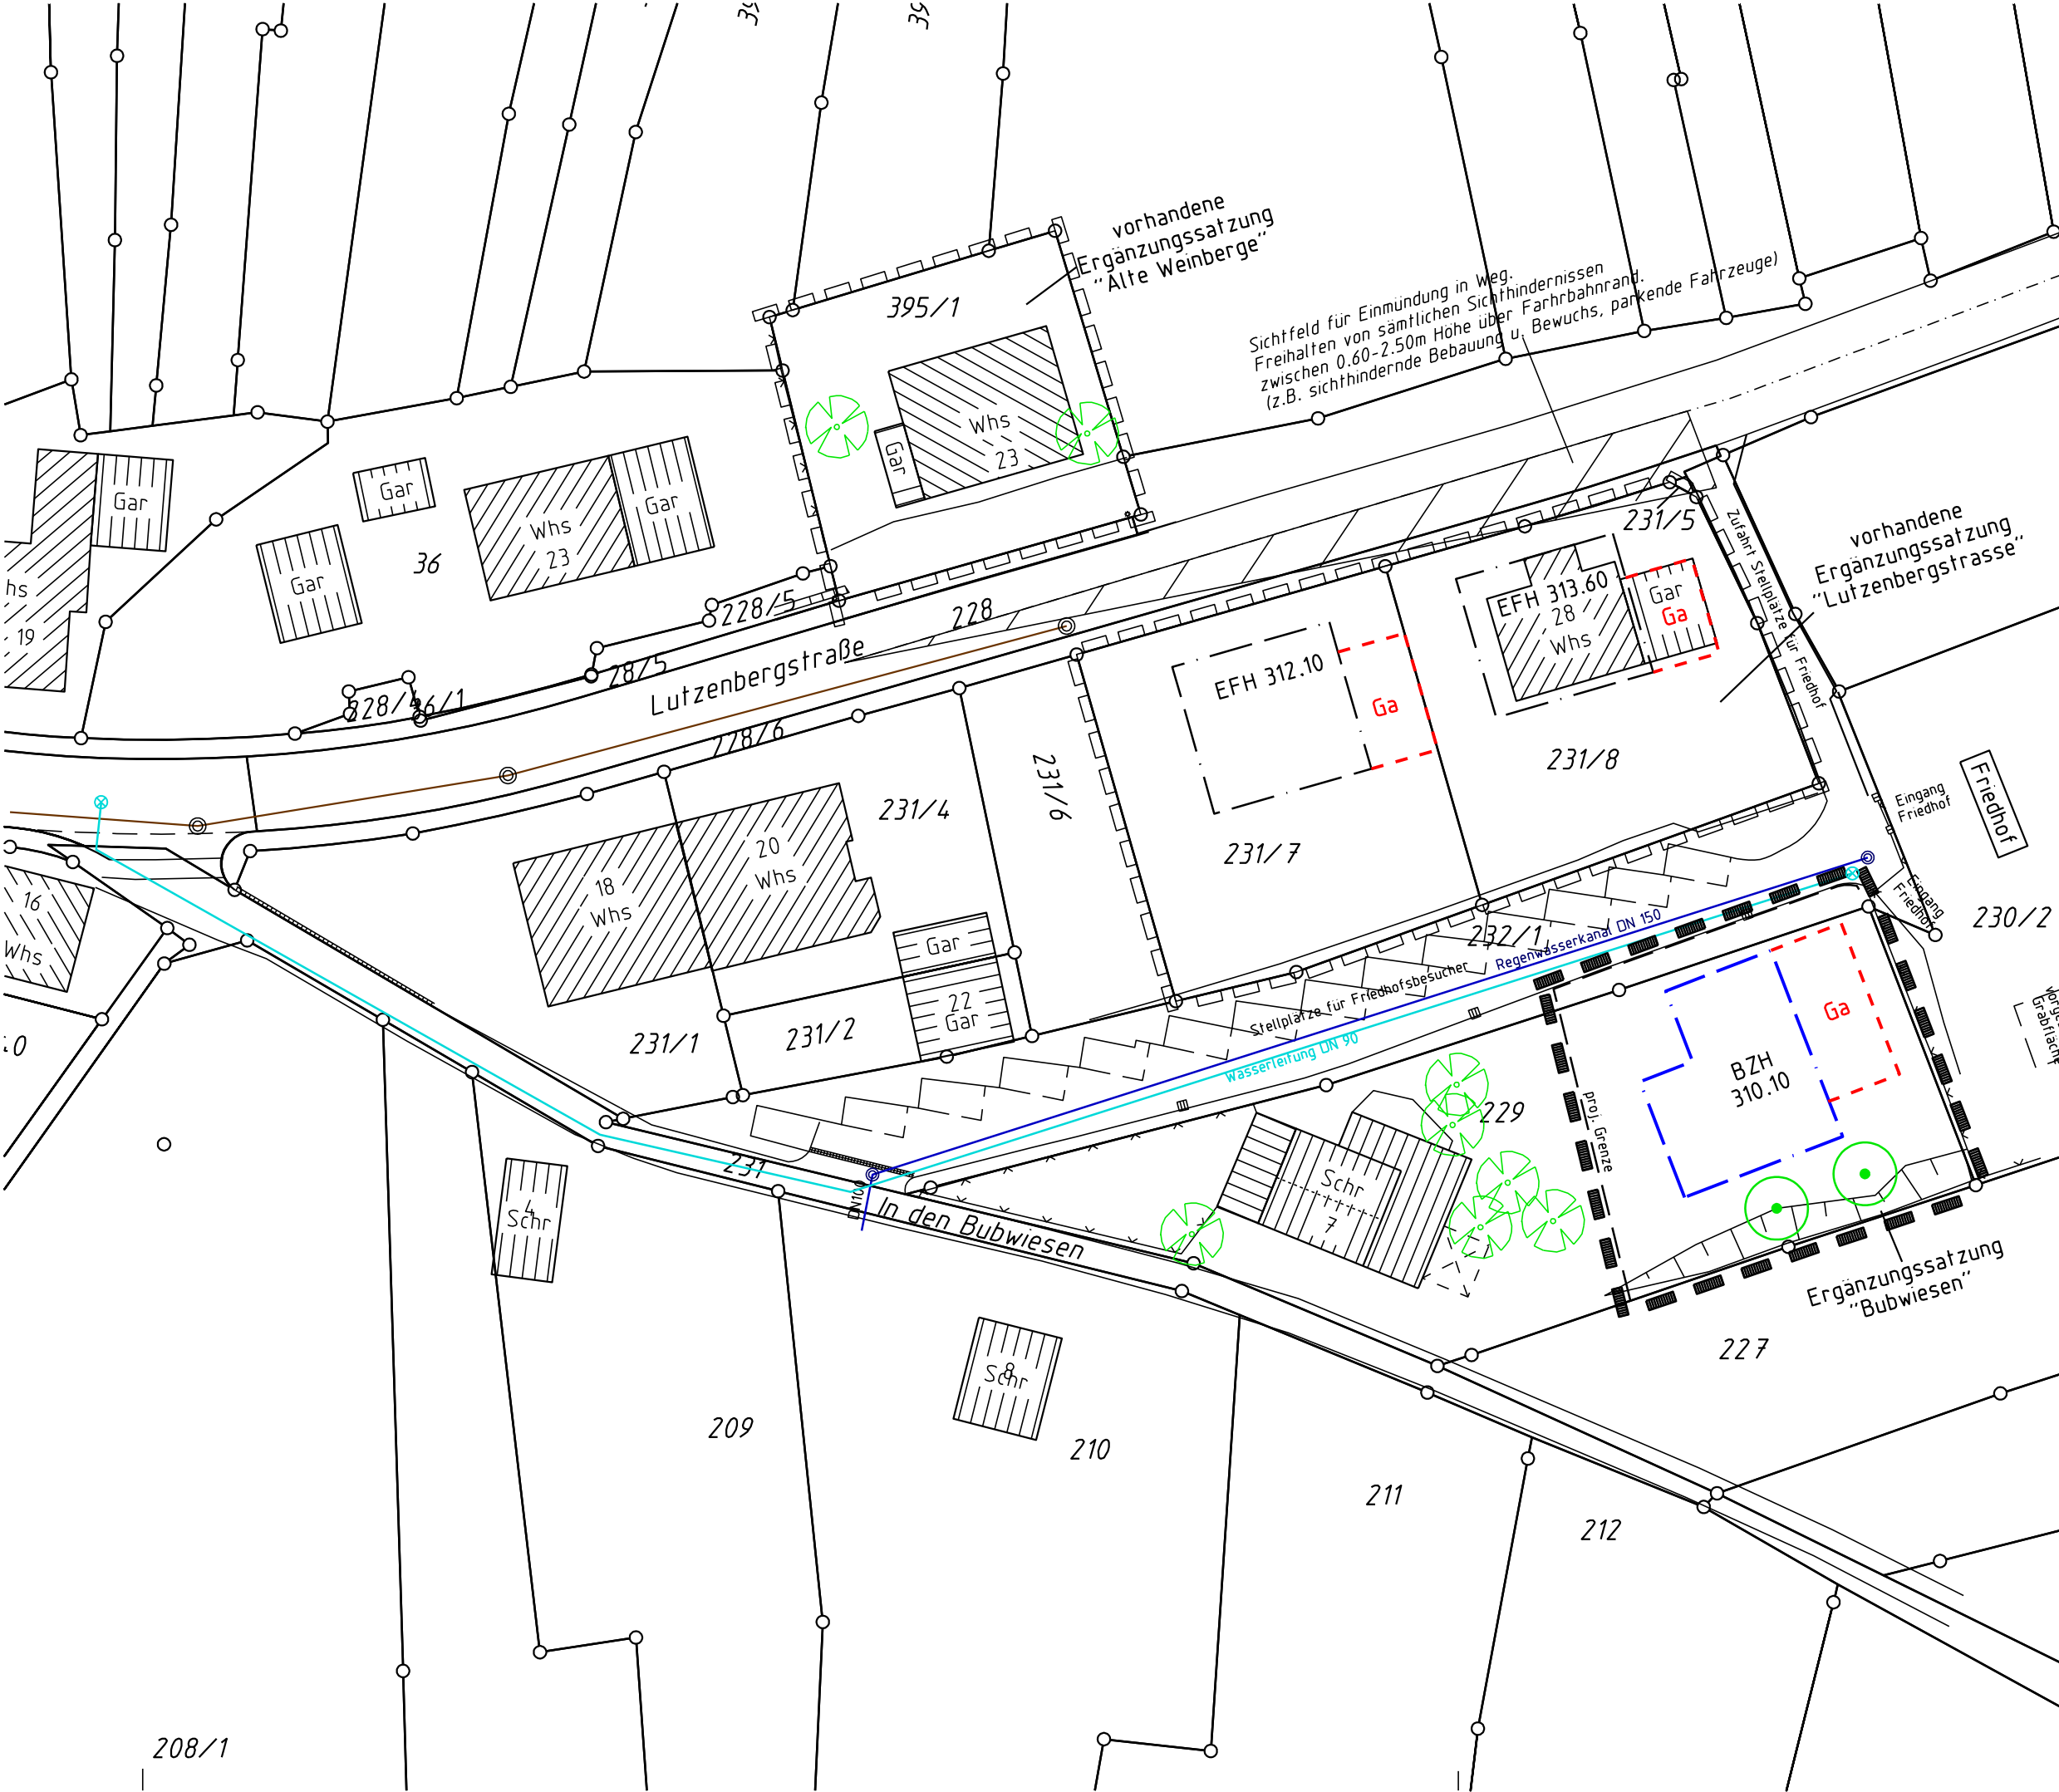 39
39
vorhandene
Ergänzungssatzung
"Alte Weinberge"
395/1
Sichtfeld für Einmündung in Weg.
Freihalten von sämtlichen Sichthindernissen
zwischen 0.60-2.50m Höhe über Farhrbahnrand.
(z.B. sichthindernde Bebauung u. Bewuchs, parkende Fahrzeuge)
Whs
23
Gar
Gar
Gar
Gar
Whs
23
Gar
36
hs
19
228/5
228
28/5
228/4
6/1
Lutzenbergstraße
228/6
231/5
vorhandene
Ergänzungssatzung
"Lutzenbergstrasse"
Zufahrt Stellplätze für Friedhof
EFH 313.60
28
Whs
Gar
Ga
EFH 312.10
Ga
231/8
231/7
231/6
231/4
20
Whs
18
Whs
16
Whs
Gar
22
Gar
231/1
231/2
Eingang
Friedhof
Friedhof
Eingang
Friedhof
230/2
232/1
Regenwasserkanal DN 150
Stellplätze für Friedhofsbesucher
Wasserleitung DN 90
Ga
BZH
310.10
proj. Grenze
229
Schr
7
231
DN100
In den Bubwiesen
4
Schr
8
Schr
Ergänzungssatzung
"Bubwiesen"
227
209
210
211
212
208/1